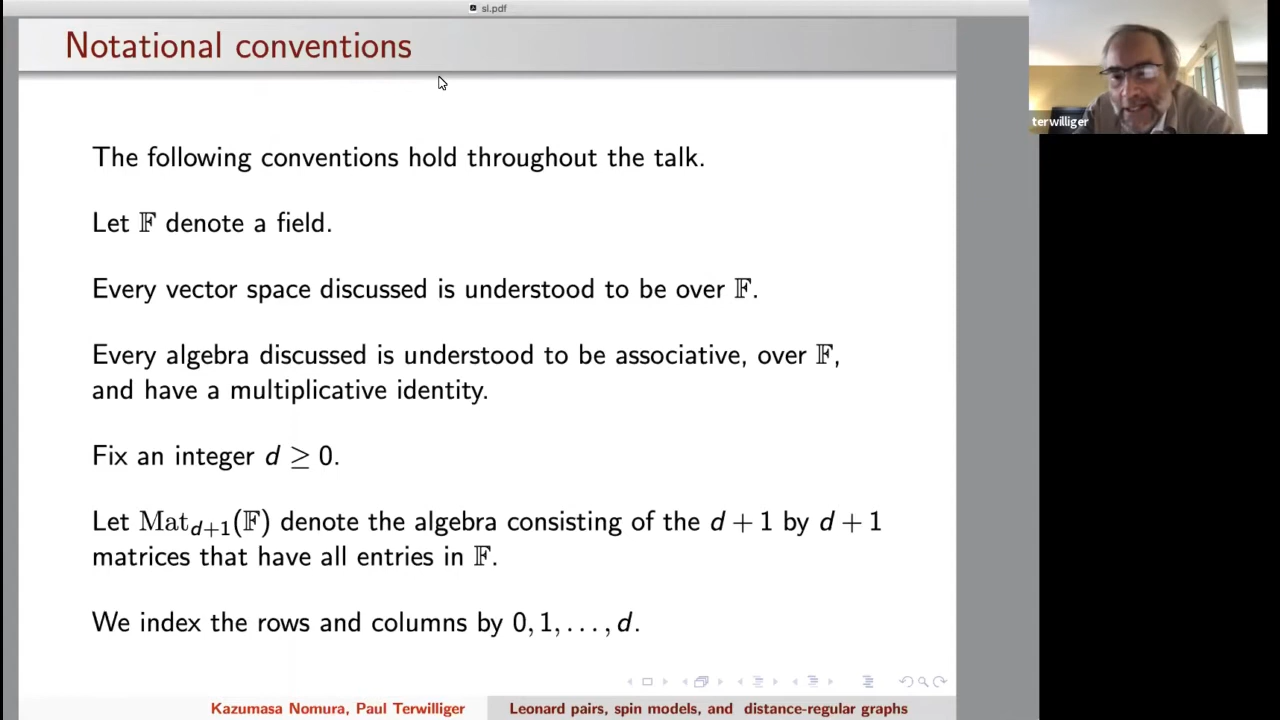 sl.pdf
Notational conventions
terwilliger
The following conventions hold throughout the talk.
Let 𝔽 denote a field.
Every vector space discussed is understood to be over 𝔽.
Every algebra discussed is understood to be associative, over 𝔽,
and have a multiplicative identity.
Fix an integer d ≥ 0.
Let Mat_{d+1}(𝔽) denote the algebra consisting of the d + 1 by d + 1
matrices that have all entries in 𝔽.
We index the rows and columns by 0, 1, . . . , d.
Kazumasa Nomura, Paul Terwilliger
Leonard pairs, spin models, and distance-regular graphs